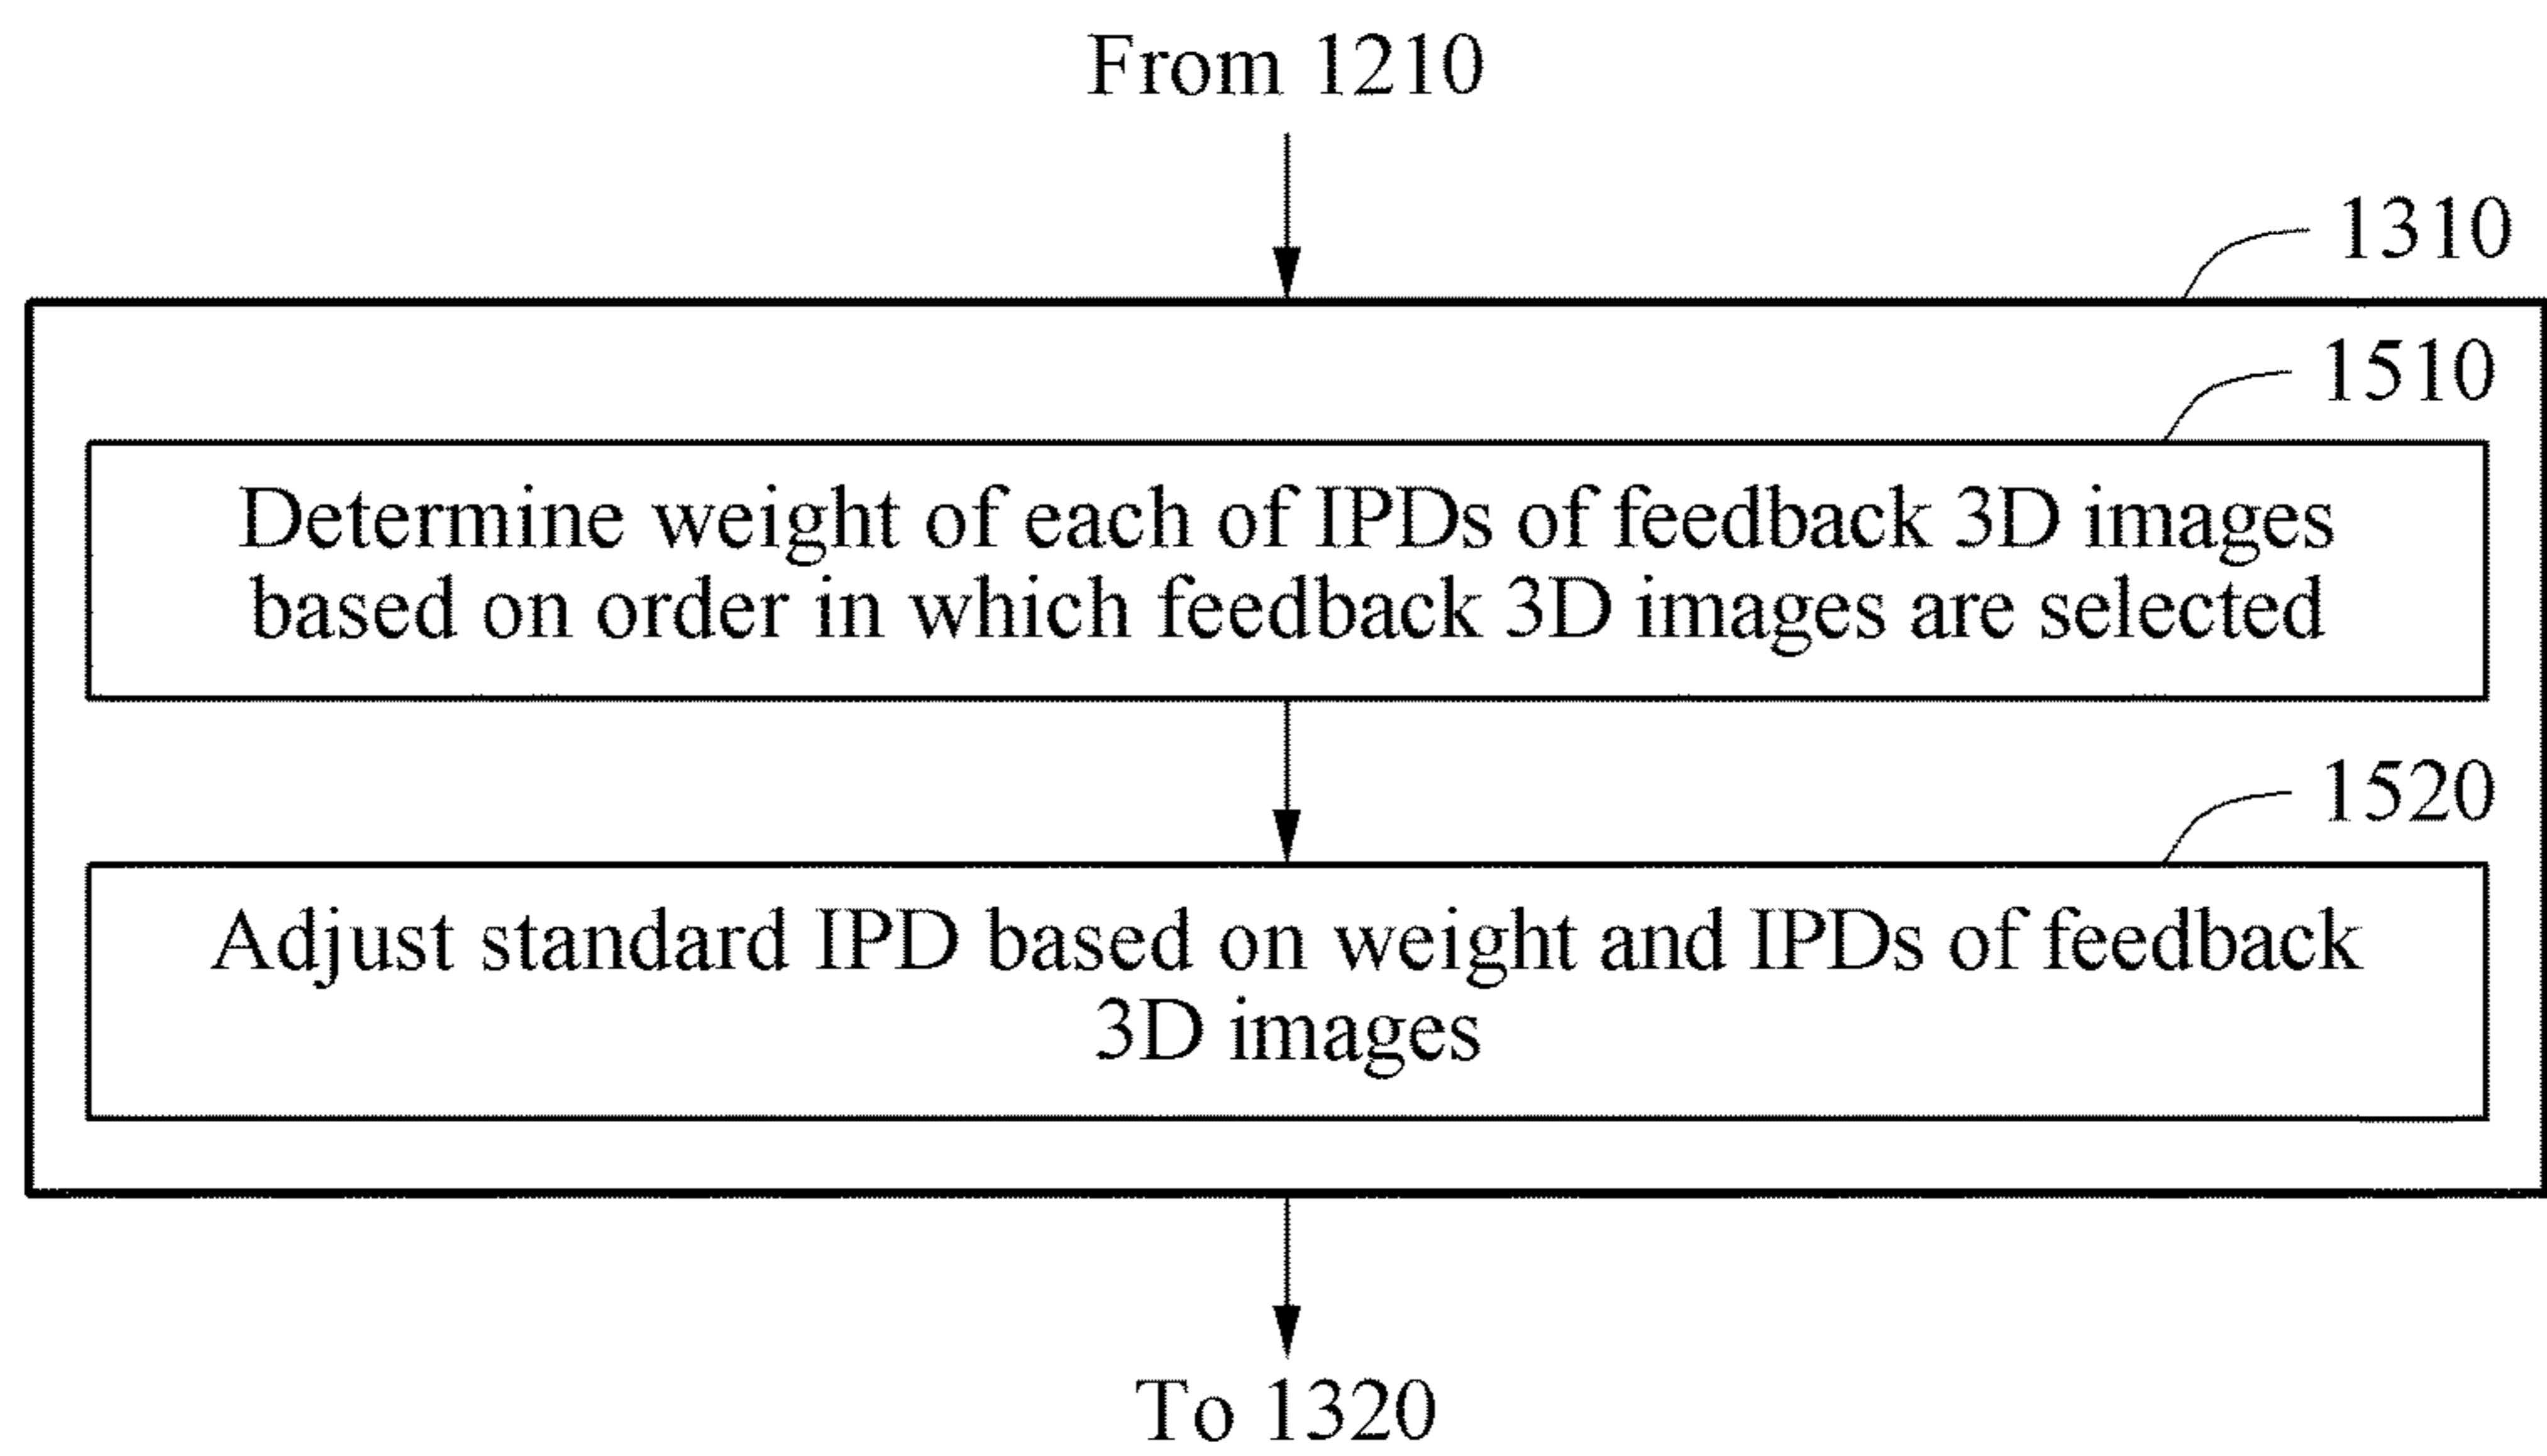 From 1210
1310
1510
Determine weight of each of IPDs of feedback 3D images
based on order in which feedback 3D images are selected
1520
Adjust standard IPD based on weight and IPDs of feedback
3D images
To 1320